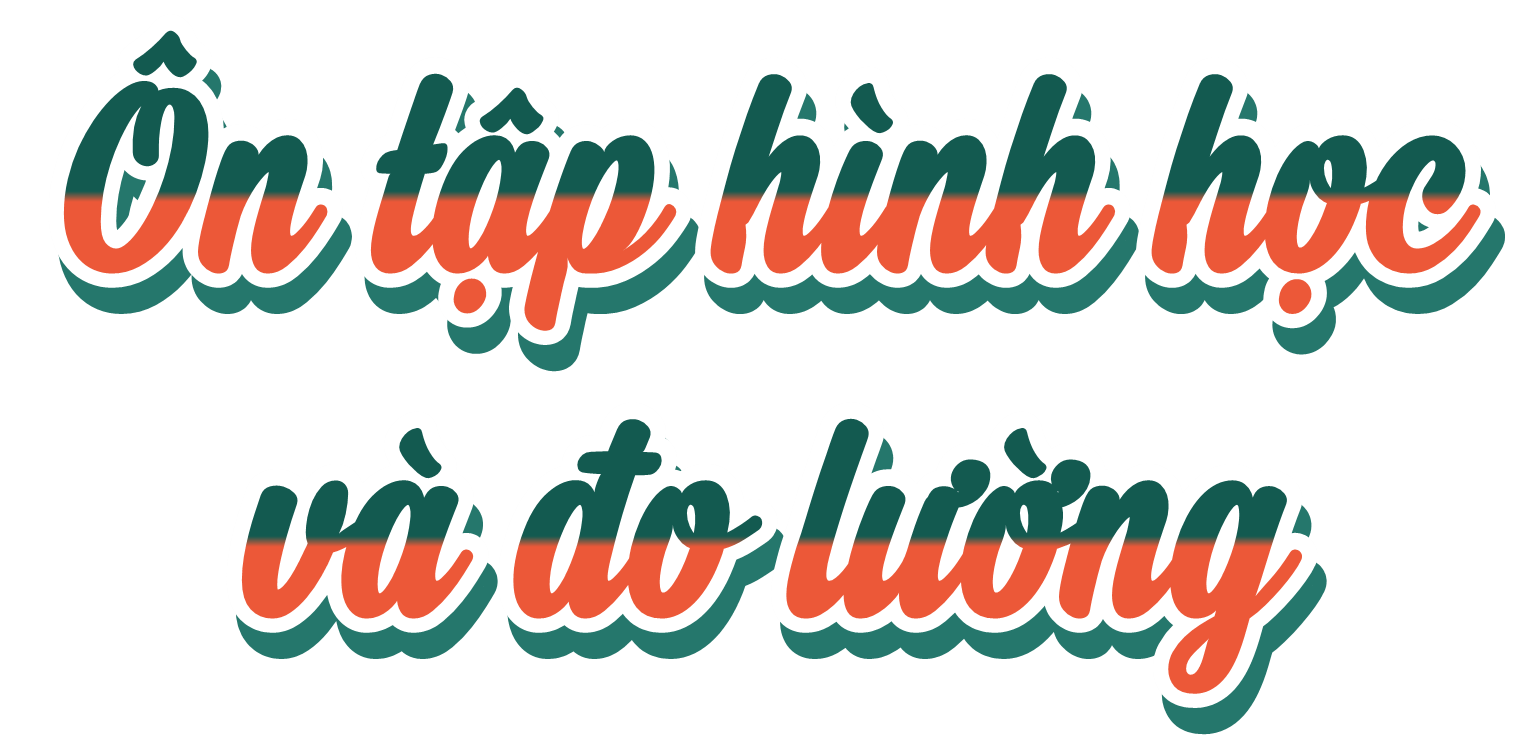 Ôn tập hình học
và đo lường